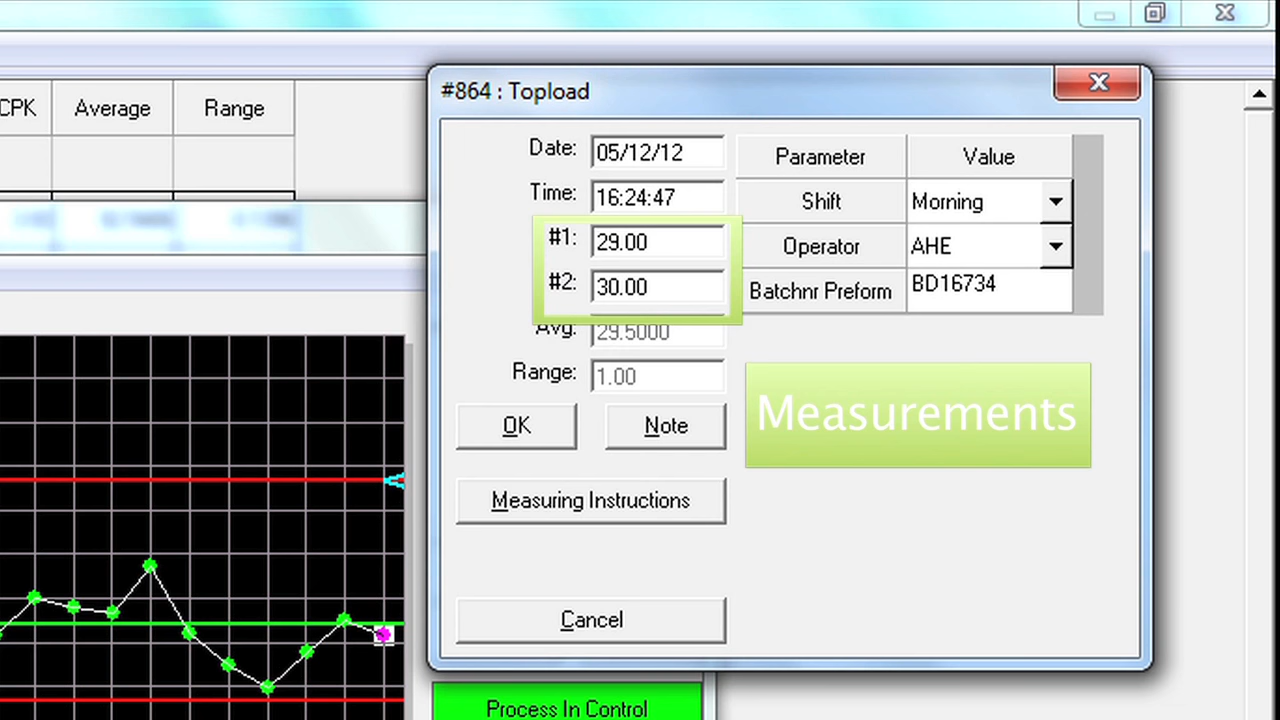 CPK Average Range
#864 : Topload
Date: 05/12/12
Time: 16:24:47
#1: 29.00
#2: 30.00
Avg: 29.5000
Range: 1.00
Parameter Value
Shift Morning
Operator AHE
Batchnr Preform BD16734
OK Note
Measurements
Measuring Instructions
Cancel
Process In Control